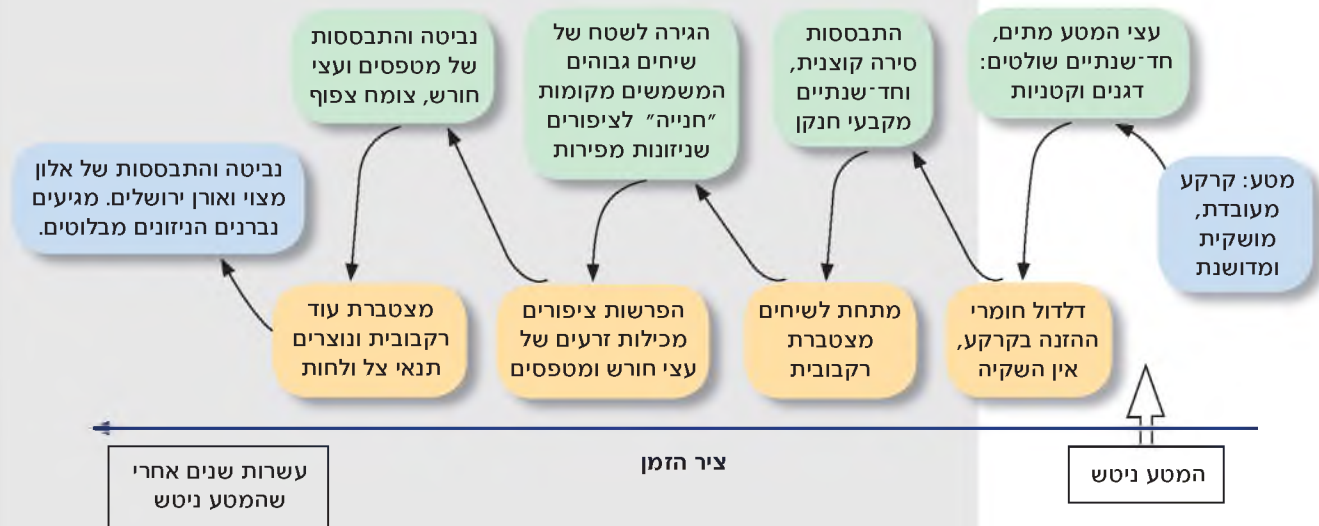 מטע: קרקע
מעובדת,
מושקית
ומדושנת
עצי המטע מתים,
חד־שנתיים שולטים:
דגנים וקטניות
דלדול חומרי
ההזנה בקרקע,
אין השקיה
התבססות
סירה קוצנית,
וחד־שנתיים
מקבעי חנקן
מתחת לשיחים
מצטברת
רקבובית
הגירה לשטח של
שיחים גבוהים
המשמשים מקומות
"חנייה" לציפורים
שניזונות מפירות
הפרשות ציפורים
מכילות זרעים של
עצי חורש ומטפסים
נביטה והתבססות
של מטפסים ועצי
חורש, צומח צפוף
מצטברת עוד
רקבובית ונוצרים
תנאי צל ולחות
נביטה והתבססות של אלון
מצוי ואורן ירושלים. מגיעים
נברנים הניזונים מבלוטים.
המטע ניטש
ציר הזמן
עשרות שנים אחרי
שהמטע ניטש